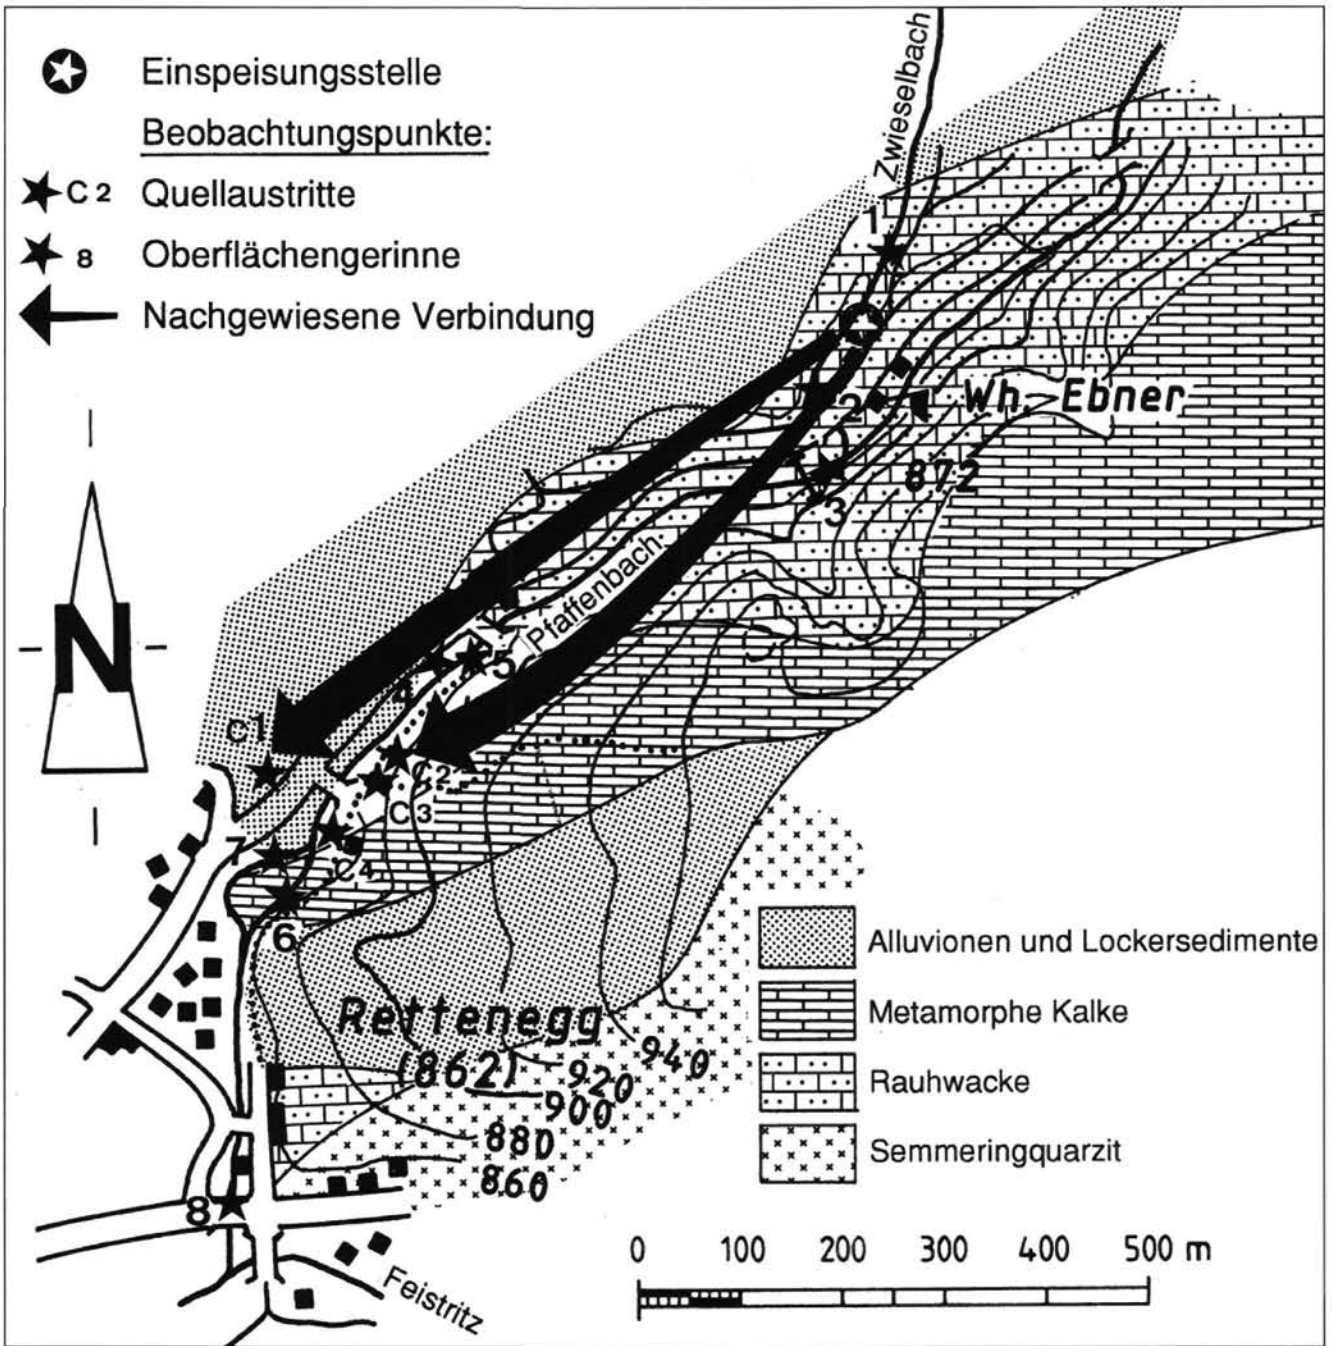 Einspeisungsstelle
Beobachtungspunkte:
C 2 Quellaustritte
8 Oberflächengerinne
Nachgewiesene Verbindung
N
Zwieselbach
1
2
Wh. Ebner
872
3
Pfaffenbach
4
5
C1
C2
C3
C4
7
6
Rettenegg
(862)
940
920
900
880
860
8
Feistritz
Alluvionen und Lockersedimente
Metamorphe Kalke
Rauhwacke
Semmeringquarzit
0 100 200 300 400 500 m